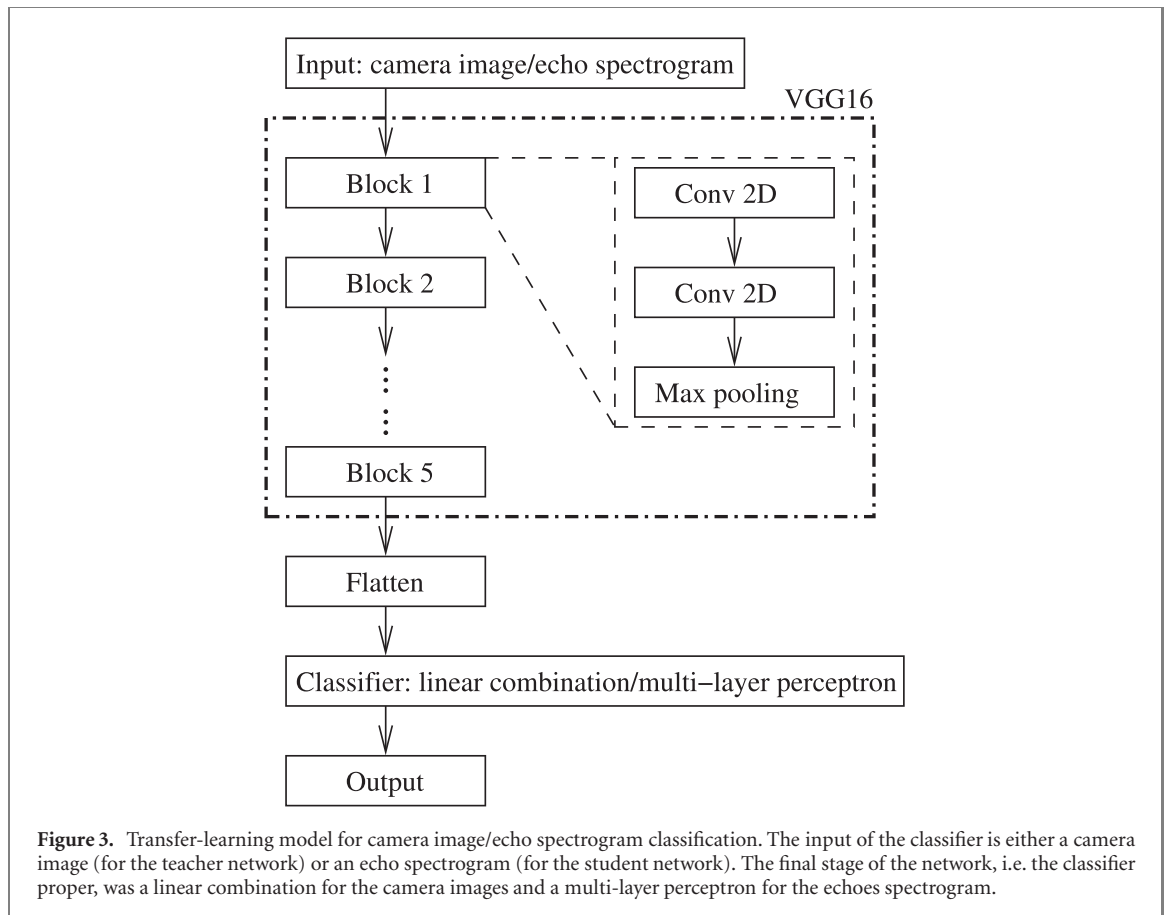 Input: camera image/echo spectrogram
VGG16
Block 1
Conv 2D
Block 2
Conv 2D
Max pooling
Block 5
Flatten
Classifier: linear combination/multi−layer perceptron
Output
Figure 3. Transfer-learning model for camera image/echo spectrogram classification. The input of the classifier is either a camera
image (for the teacher network) or an echo spectrogram (for the student network). The final stage of the network, i.e. the classifier
proper, was a linear combination for the camera images and a multi-layer perceptron for the echoes spectrogram.